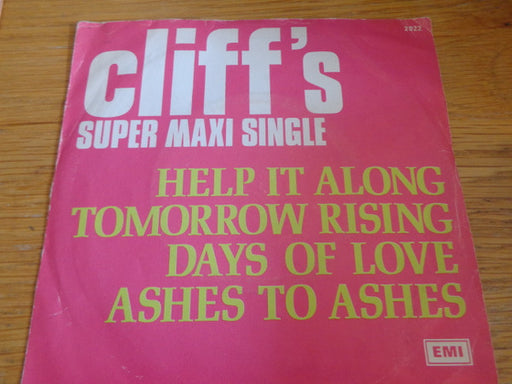 2022
cliff's
SUPER MAXI SINGLE
HELP IT ALONG
TOMORROW RISING
DAYS OF LOVE
ASHES TO ASHES
EMI